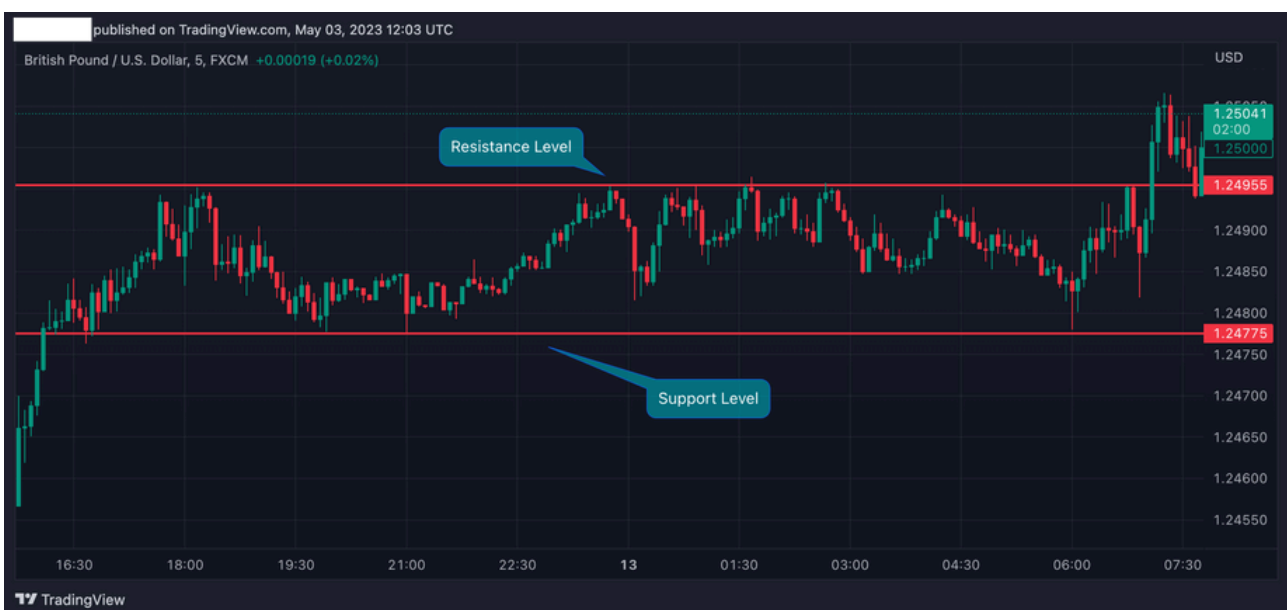 published on TradingView.com, May 03, 2023 12:03 UTC
British Pound / U.S. Dollar, 5, FXCM +0.00019 (+0.02%)
USD
1.25041
02:00
1.25000
Resistance Level
1.24955
1.24900
1.24850
1.24800
1.24775
1.24750
Support Level
1.24700
1.24650
1.24600
1.24550
16:30 18:00 19:30 21:00 22:30 13 01:30 03:00 04:30 06:00 07:30
TradingView